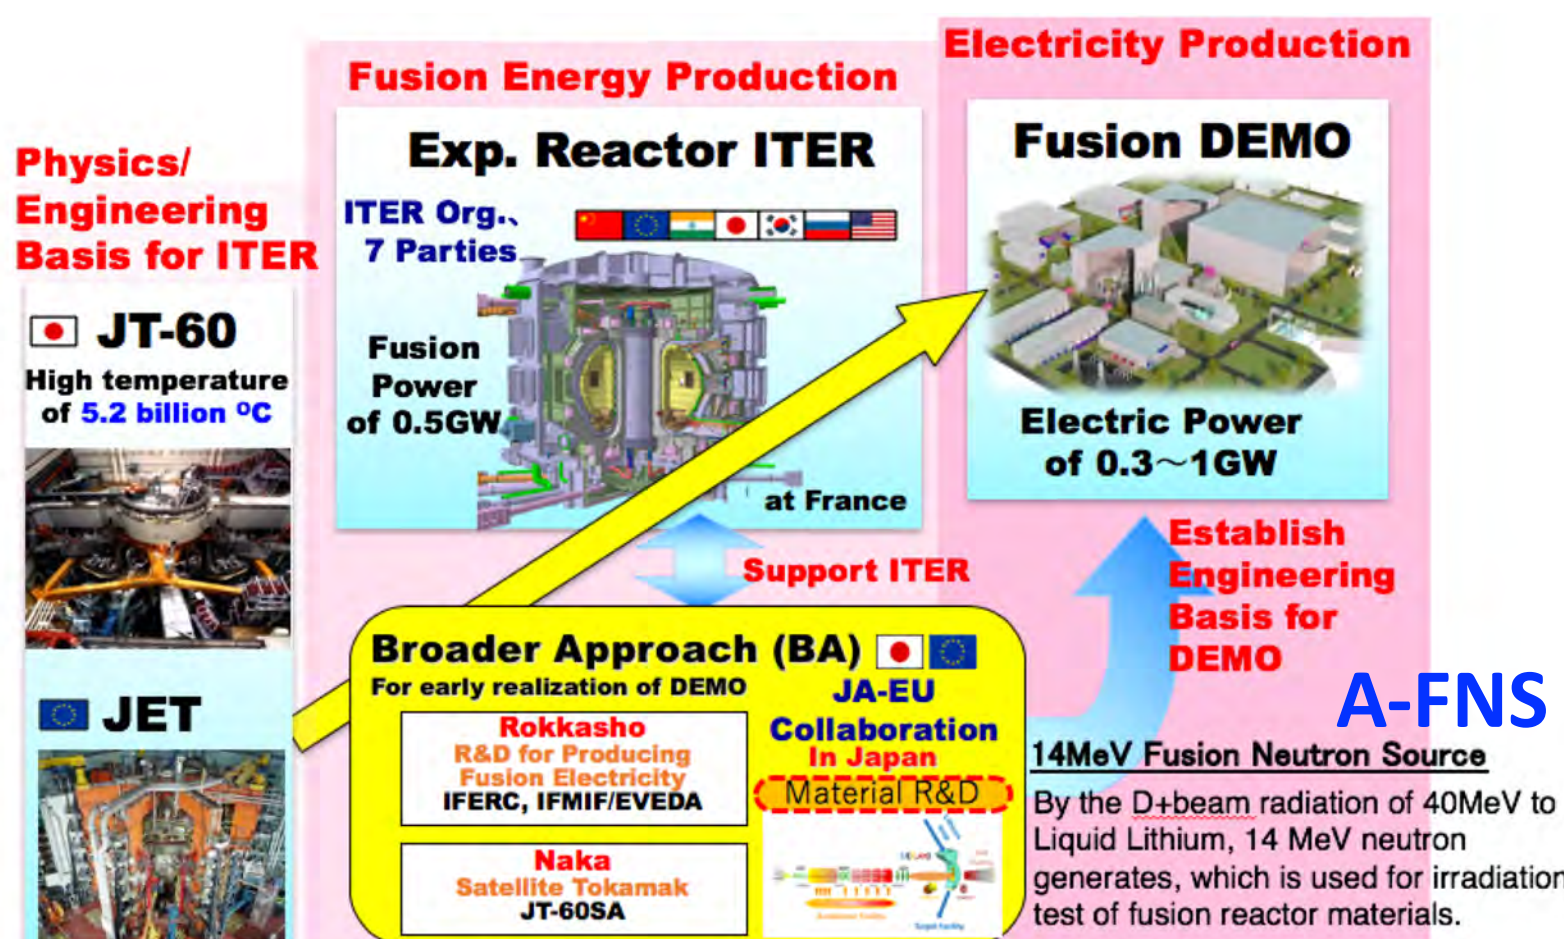 Physics/
Engineering
Basis for ITER
JT-60
High temperature
of 5.2 billion ºC
JET
Fusion Energy Production
Exp. Reactor ITER
ITER Org.、
7 Parties
Fusion
Power
of 0.5GW
at France
Electricity Production
Fusion DEMO
Electric Power
of 0.3～1GW
Support ITER
Establish
Engineering
Basis for
DEMO
Broader Approach (BA)
For early realization of DEMO
Rokkasho
R&D for Producing
Fusion Electricity
IFERC, IFMIF/EVEDA
Naka
Satellite Tokamak
JT-60SA
JA-EU
Collaboration
In Japan
Material R&D
A-FNS
14MeV Fusion Neutron Source
By the D+beam radiation of 40MeV to
Liquid Lithium, 14 MeV neutron
generates, which is used for irradiation
test of fusion reactor materials.